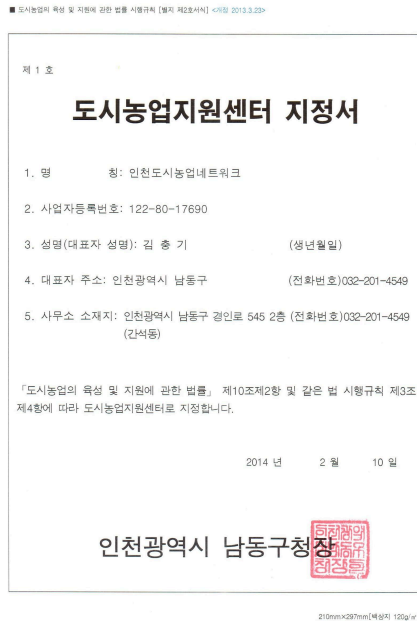 ■ 도시농업의 육성 및 지원에 관한 법률 시행규칙 [별지 제2호서식] <개정 2013.3.23>
제 1 호
도시농업지원센터 지정서
1. 명 칭: 인천도시농업네트워크
2. 사업자등록번호: 122-80-17690
3. 성명(대표자 성명): 김 충 기 (생년월일)
4. 대표자 주소: 인천광역시 남동구 (전화번호)032-201-4549
5. 사무소 소재지: 인천광역시 남동구 경인로 545 2층 (전화번호)032-201-4549
(간석동)
「도시농업의 육성 및 지원에 관한 법률」 제10조제2항 및 같은 법 시행규칙 제3조
제4항에 따라 도시농업지원센터로 지정합니다.
2014 년 2 월 10 일
인천광역시 남동구청장
210mm×297mm[백상지 120g/㎡